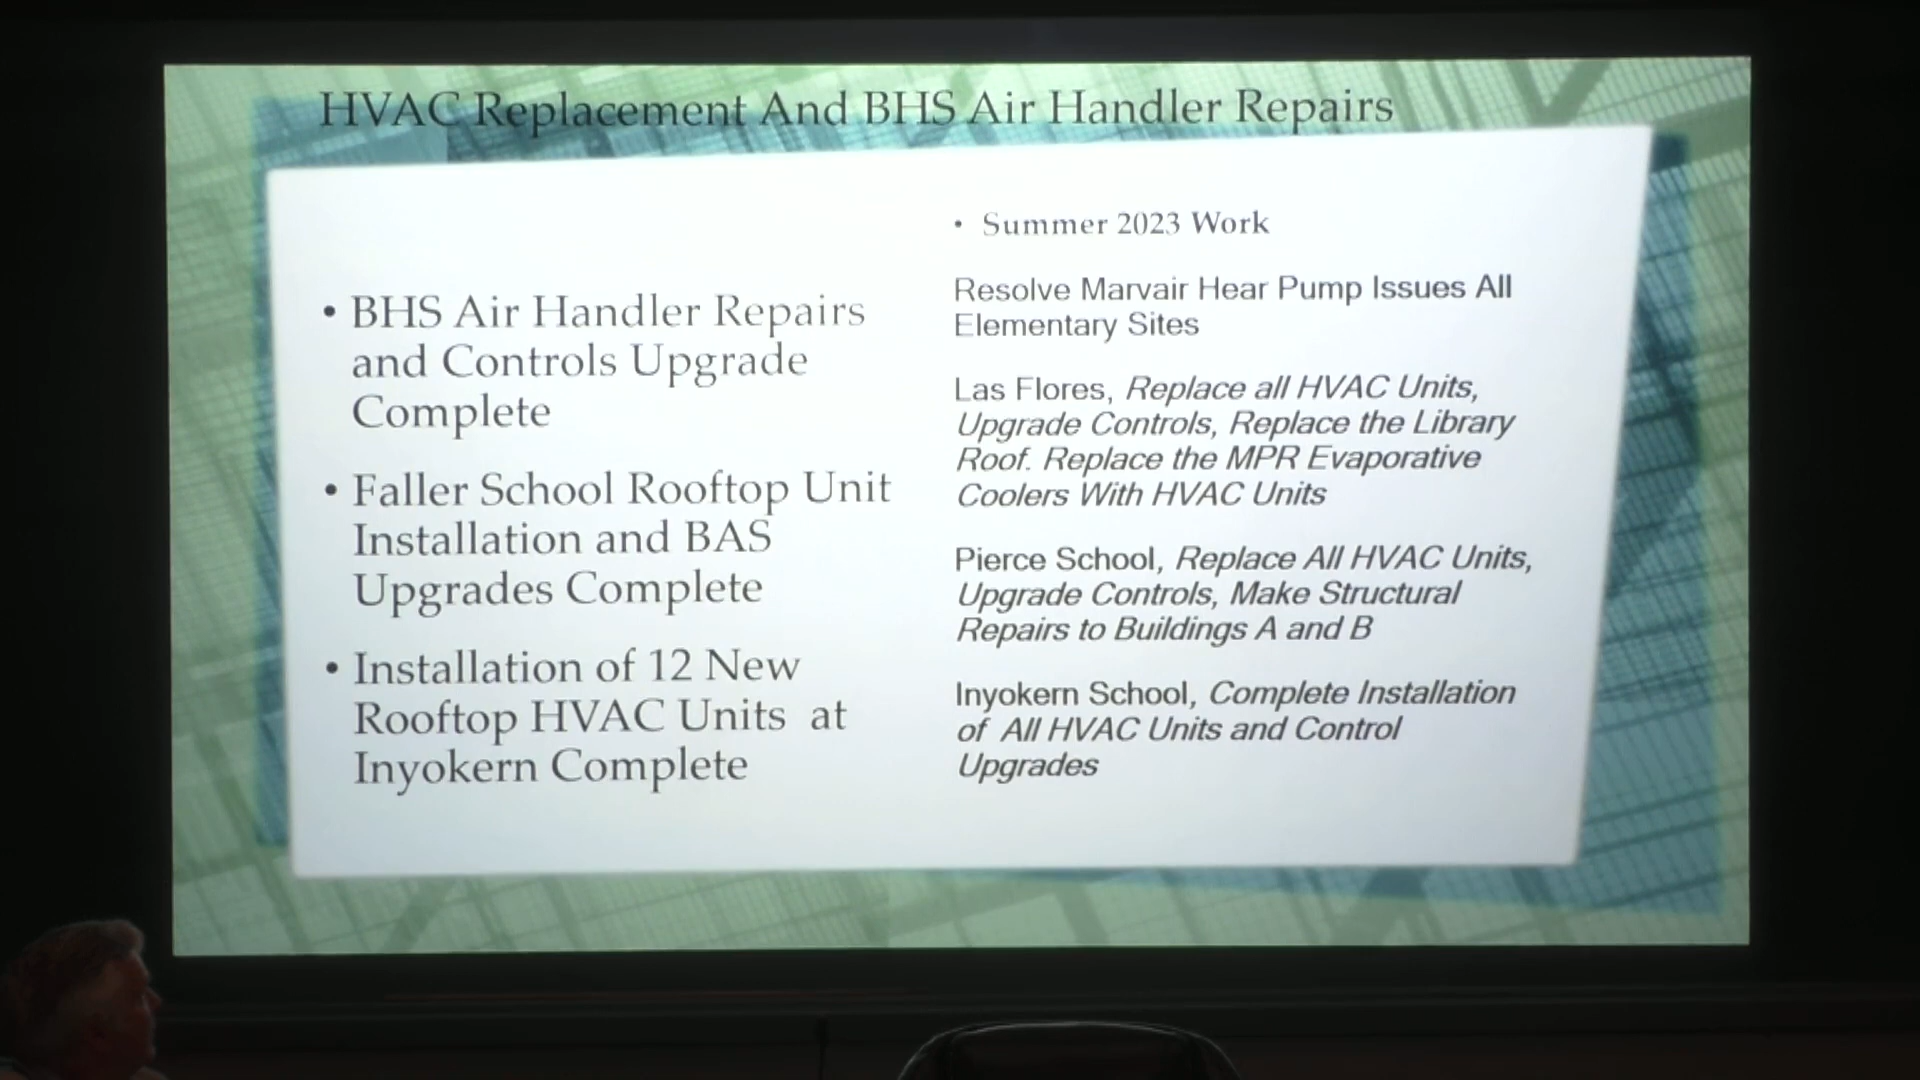 HVAC Replacement And BHS Air Handler Repairs
• BHS Air Handler Repairs
and Controls Upgrade
Complete
• Faller School Rooftop Unit
Installation and BAS
Upgrades Complete
• Installation of 12 New
Rooftop HVAC Units at
Inyokern Complete
• Summer 2023 Work
Resolve Marvair Hear Pump Issues All
Elementary Sites
Las Flores, Replace all HVAC Units,
Upgrade Controls, Replace the Library
Roof. Replace the MPR Evaporative
Coolers With HVAC Units
Pierce School, Replace All HVAC Units,
Upgrade Controls, Make Structural
Repairs to Buildings A and B
Inyokern School, Complete Installation
of All HVAC Units and Control
Upgrades